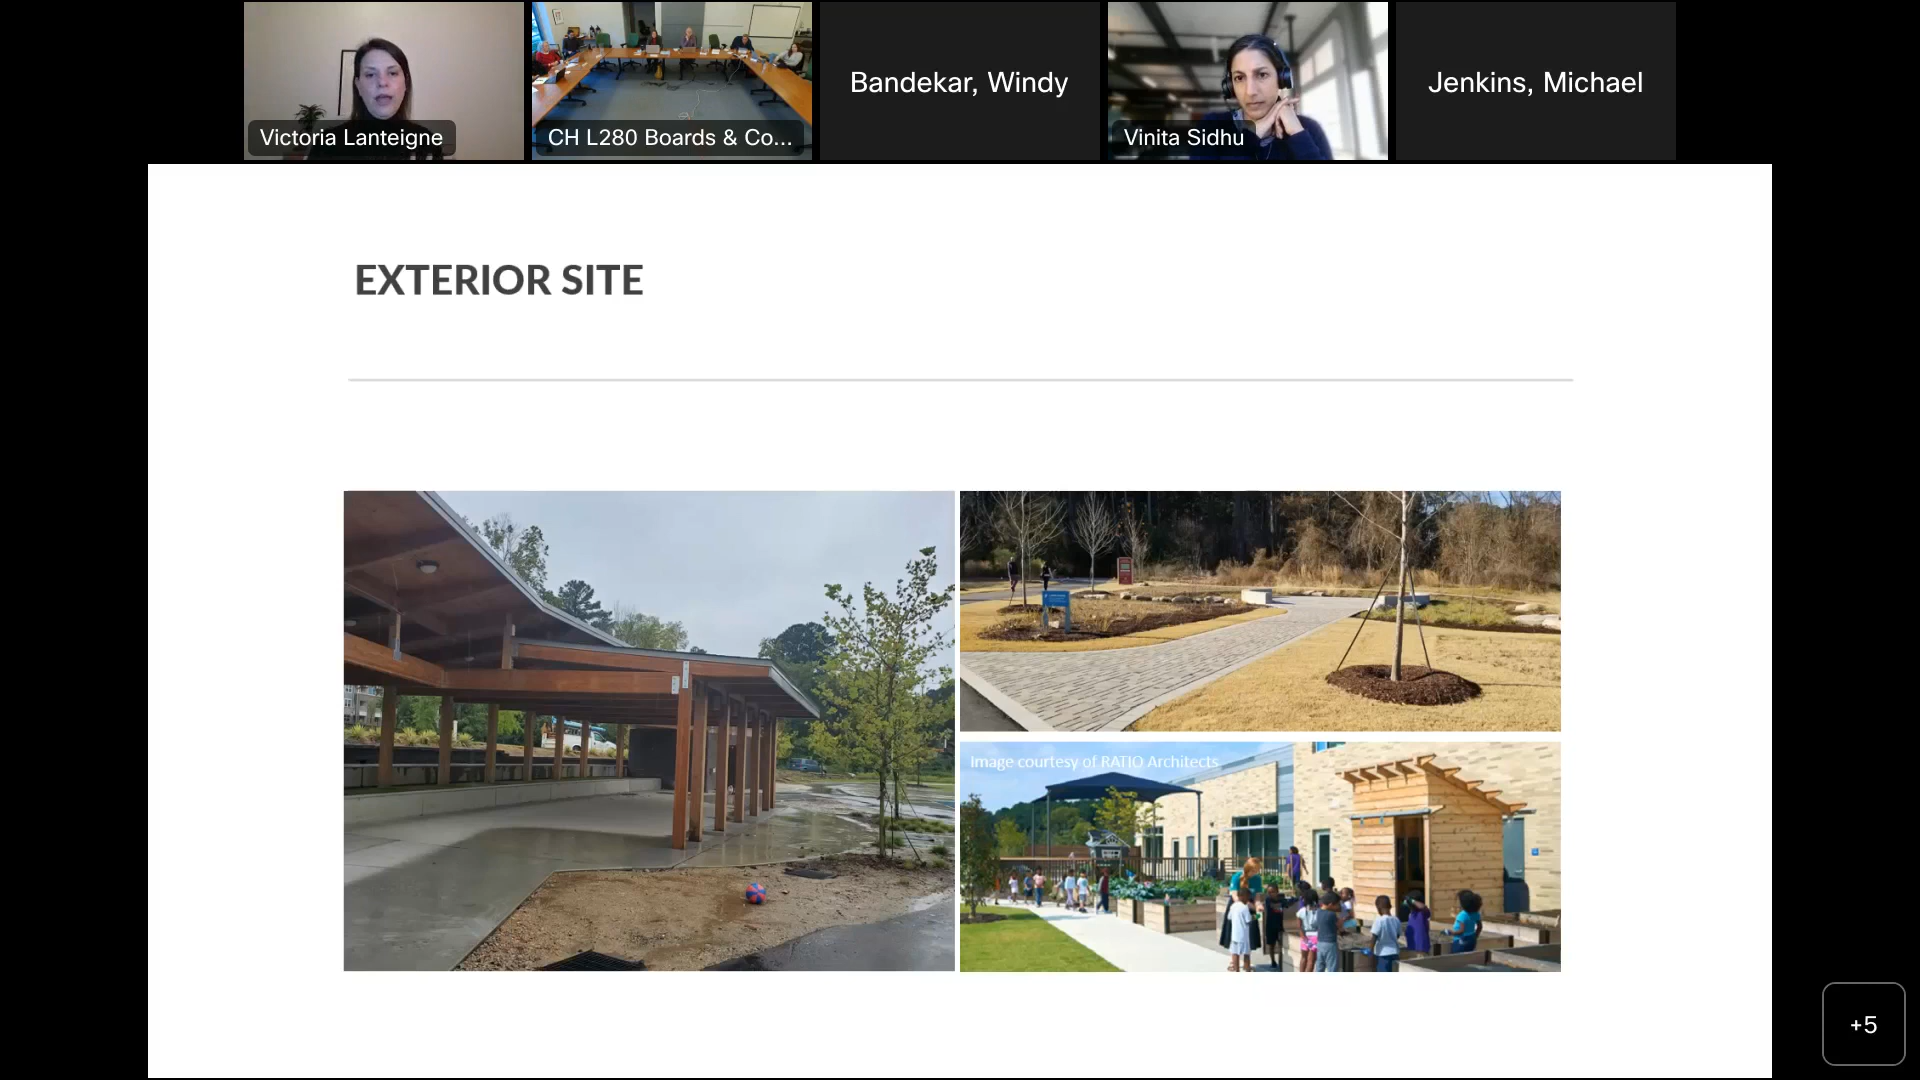 Victoria Lanteigne
CH L280 Boards & Co...
Bandekar, Windy
Vinita Sidhu
Jenkins, Michael
EXTERIOR SITE
Image courtesy of RATIO Architects
+5